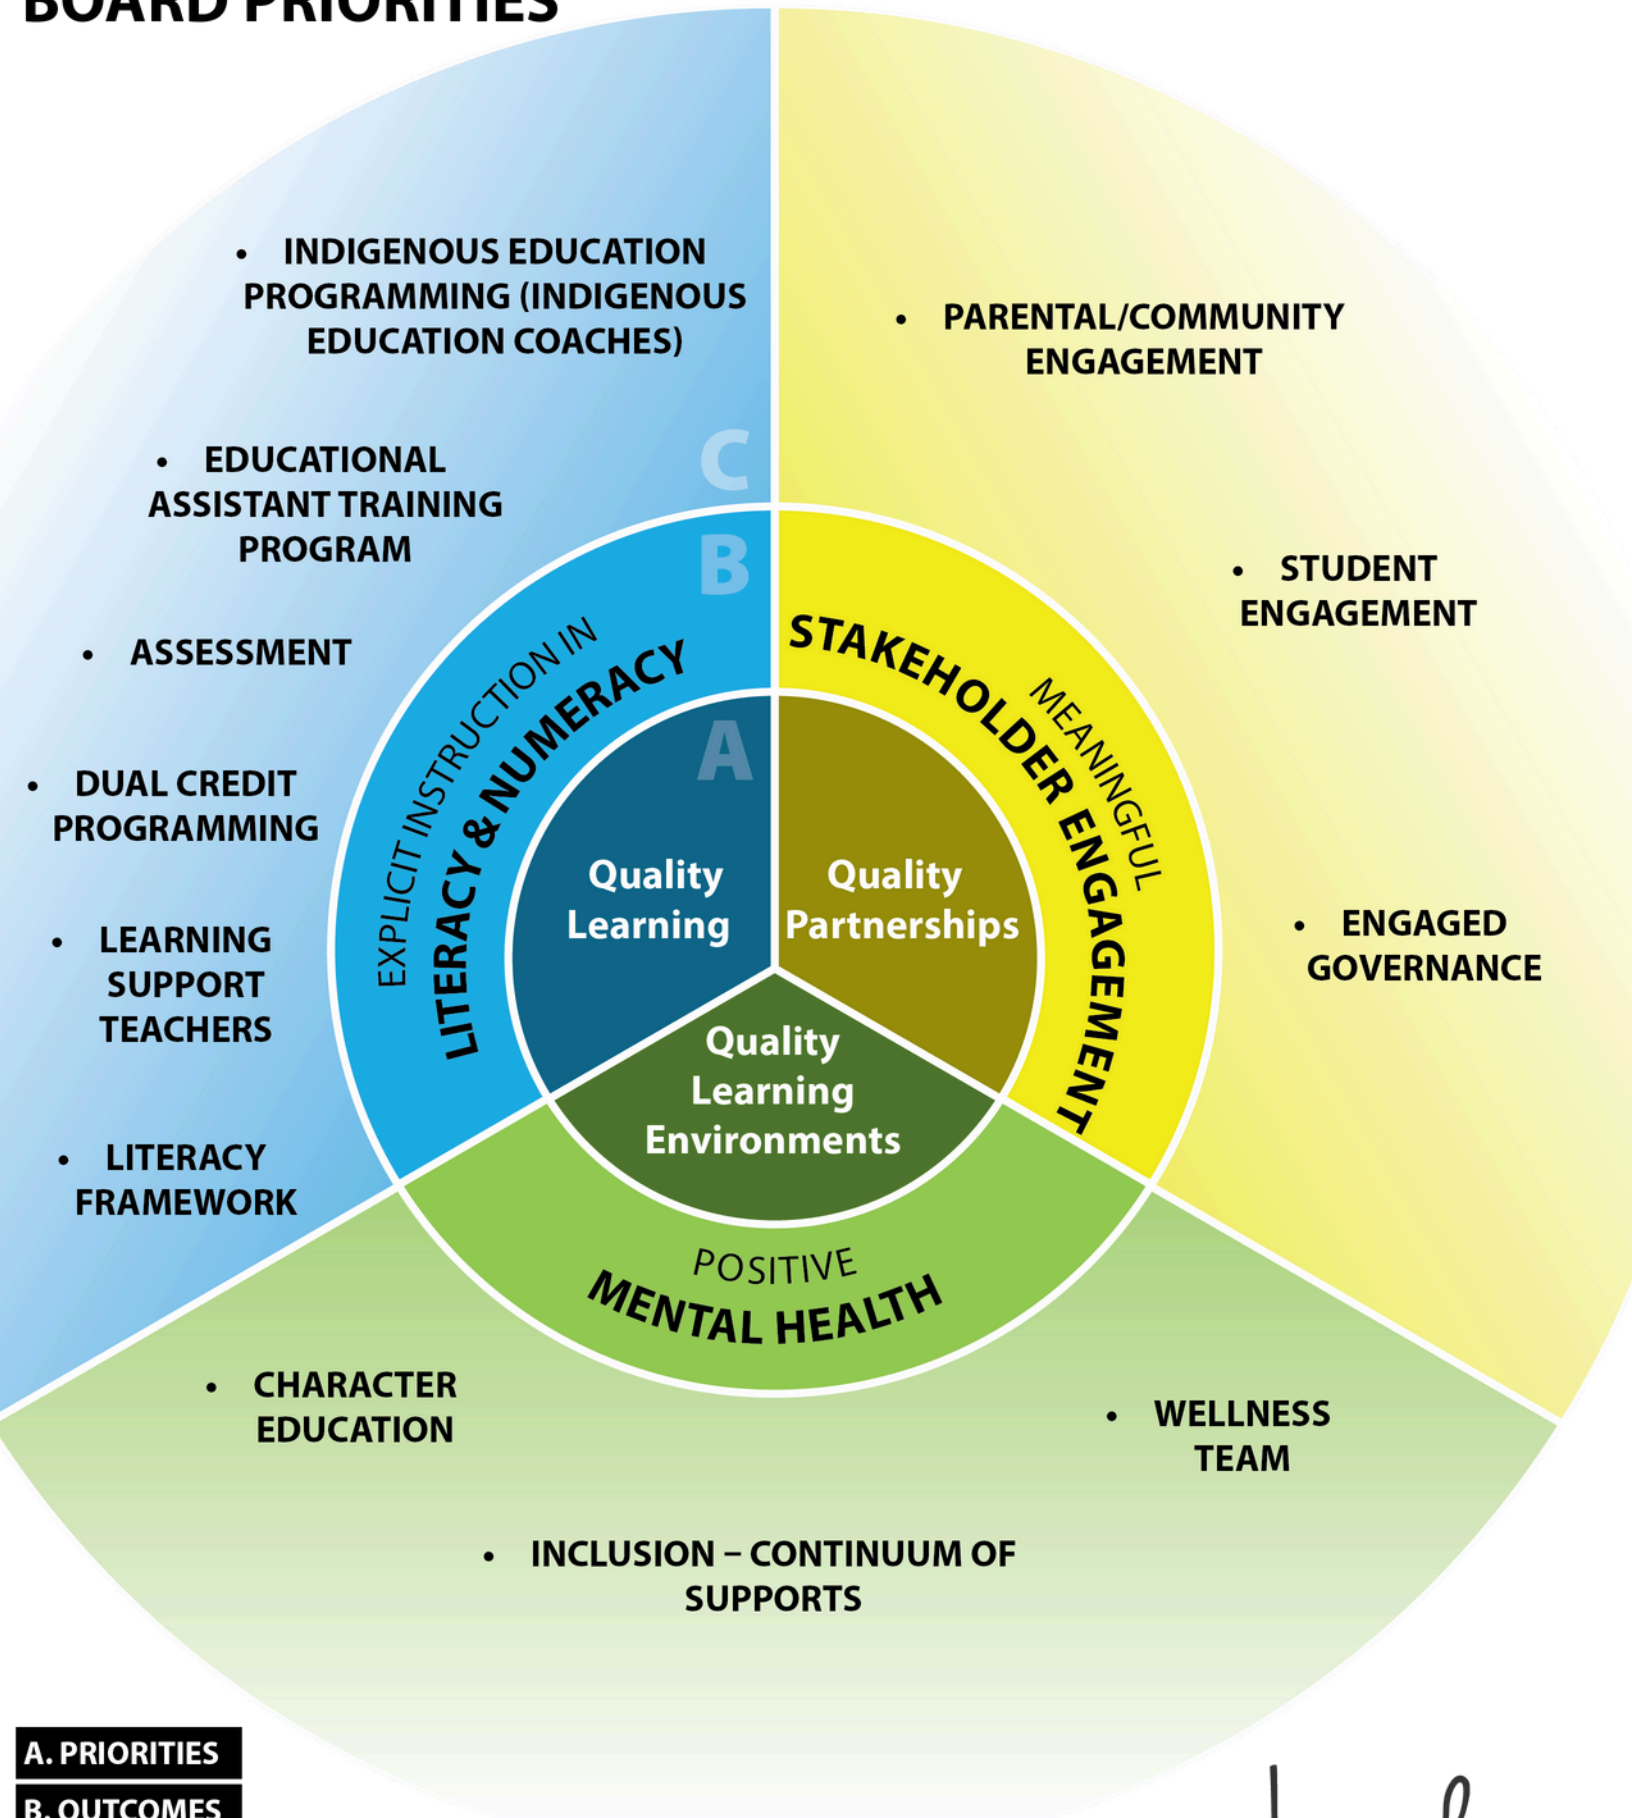 BOARD PRIORITIES
• INDIGENOUS EDUCATION
PROGRAMMING (INDIGENOUS
EDUCATION COACHES)
• EDUCATIONAL
ASSISTANT TRAINING
PROGRAM
• ASSESSMENT
• DUAL CREDIT
PROGRAMMING
• LEARNING
SUPPORT
TEACHERS
• LITERACY
FRAMEWORK
C
B
A
EXPLICIT INSTRUCTION IN
LITERACY & NUMERACY
Quality
Learning
• PARENTAL/COMMUNITY
ENGAGEMENT
• STUDENT
ENGAGEMENT
• ENGAGED
GOVERNANCE
MEANINGFUL
STAKEHOLDER ENGAGEMENT
Quality
Partnerships
Quality
Learning
Environments
POSITIVE
MENTAL HEALTH
• CHARACTER
EDUCATION
• WELLNESS
TEAM
• INCLUSION – CONTINUUM OF
SUPPORTS
A. PRIORITIES
B. OUTCOMES